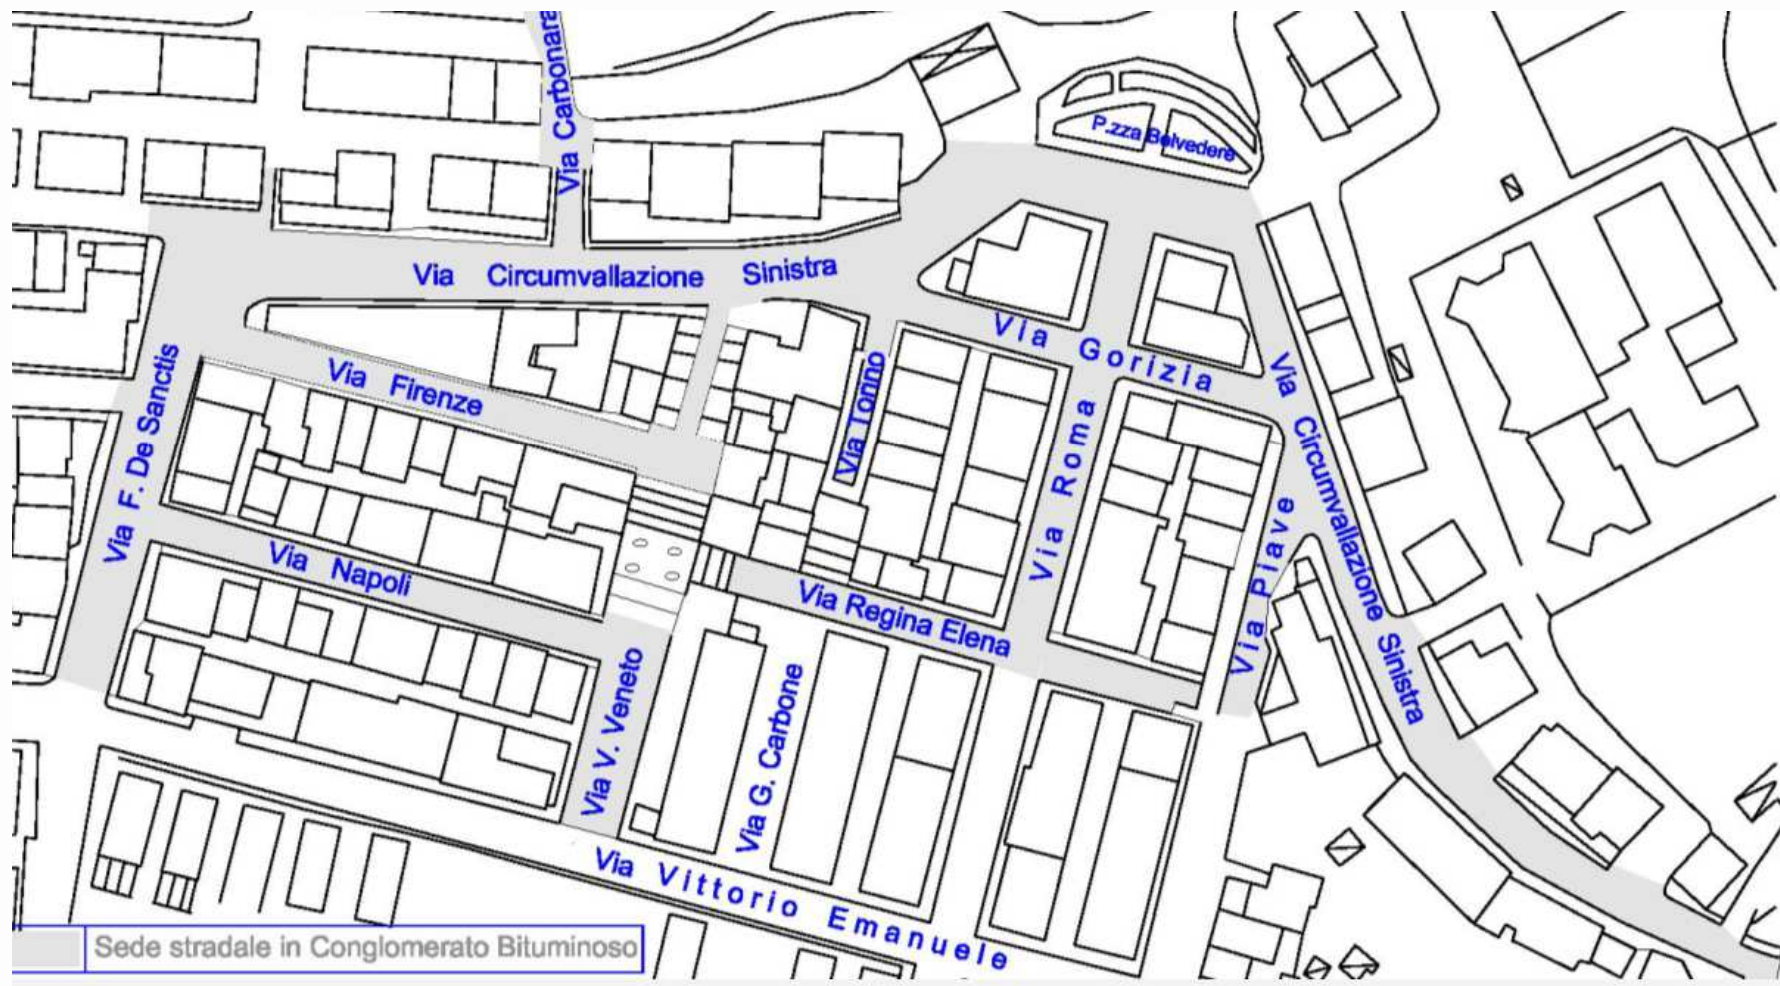 Via Carbonara
P.zza Belvedere
Via Circumvallazione Sinistra
Via Gorizia
Via Firenze
Via F. De Sanctis
Via Tonno
Via Roma
Via Circumvallazione Sinistra
Via Piave
Via Napoli
Via Regina Elena
Via V. Veneto
Via G. Carbone
Via Vittorio Emanuele
Sede stradale in Conglomerato Bituminoso